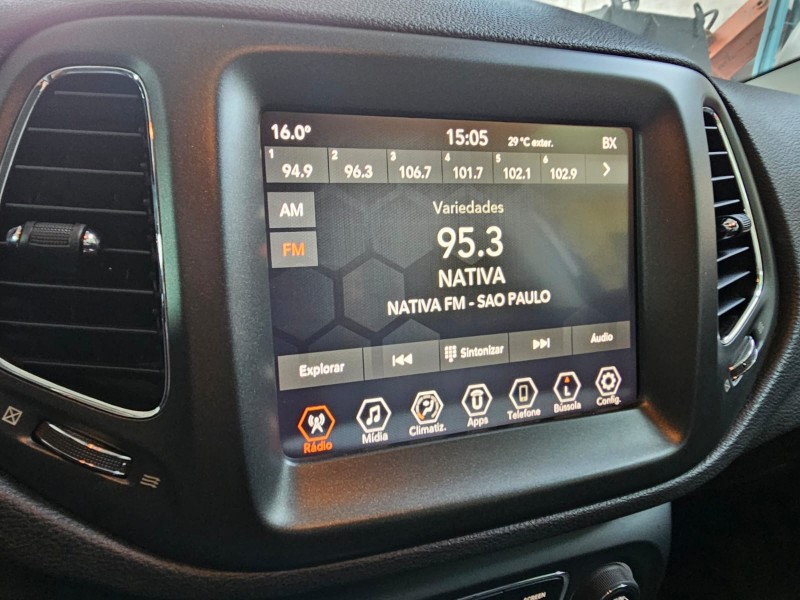 16.0° 15:05 29 °C exter. BX
1 94.9 2 96.3 3 106.7 4 101.7 5 102.1 6 102.9
AM
Variedades
FM
95.3
NATIVA
NATIVA FM - SAO PAULO
Explorar Sintonizar Áudio
Rádio Mídia Climatiz. Apps Telefone L Bússola Config.
SCREEN